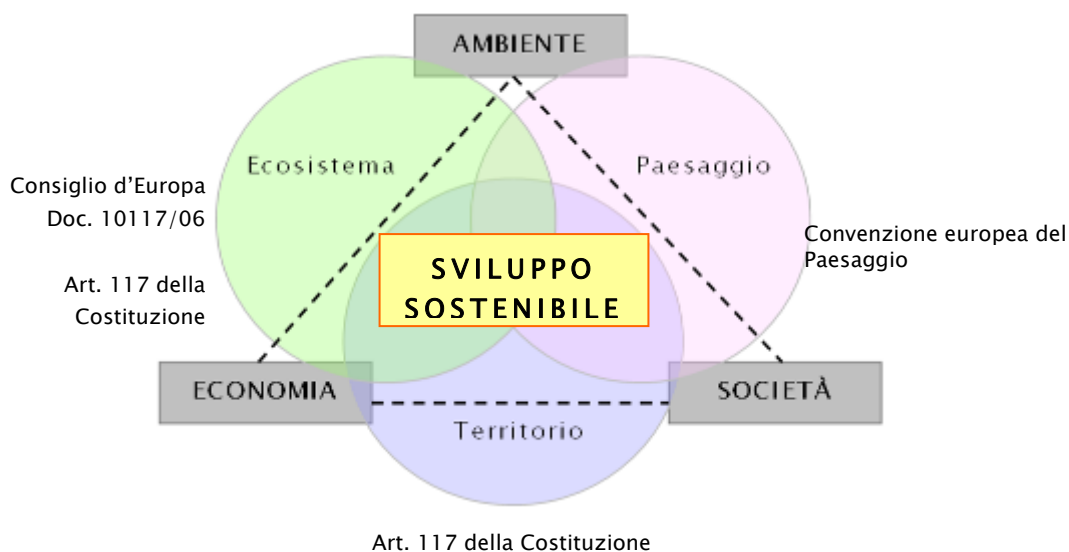 AMBIENTE
Ecosistema
Paesaggio
Consiglio d’Europa
Doc. 10117/06
Convenzione europea del
Paesaggio
SVILUPPO
SOSTENIBILE
Art. 117 della
Costituzione
ECONOMIA
SOCIETÀ
Territorio
Art. 117 della Costituzione